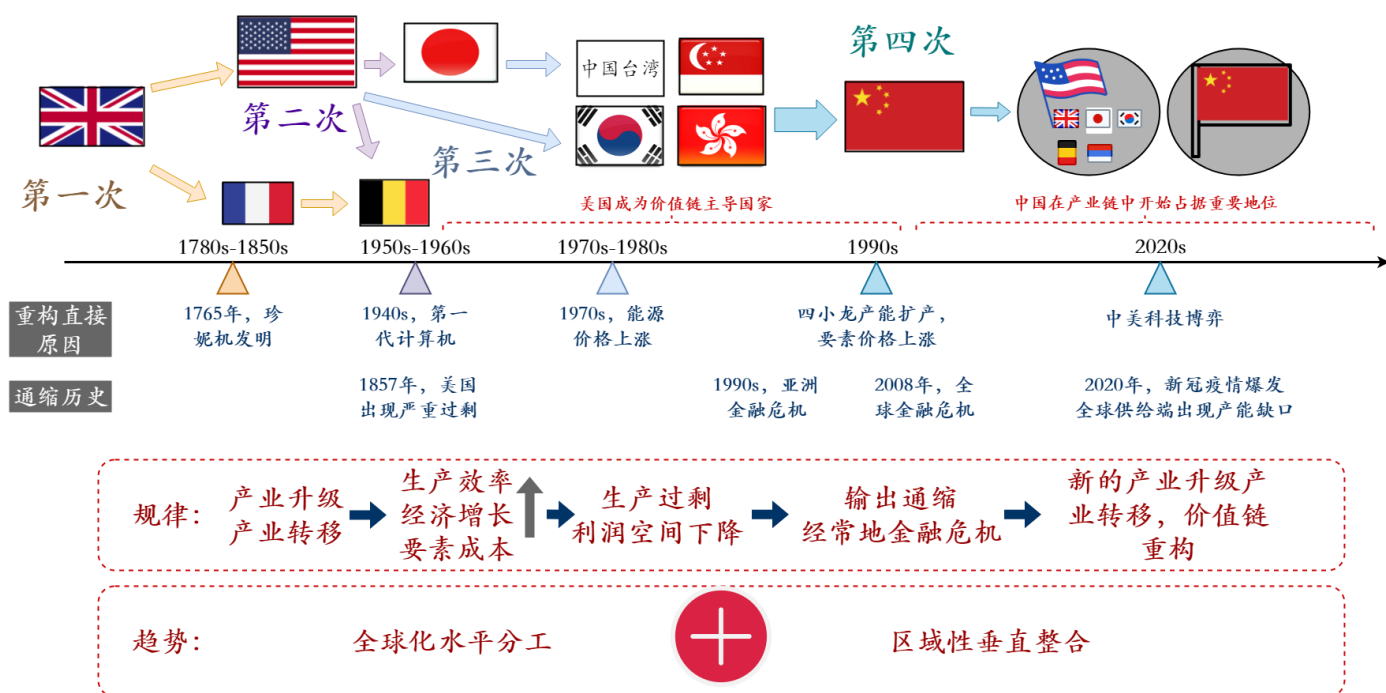 第四次
中国台湾
第二次
第三次
第一次
美国成为价值链主导国家
中国在产业链中开始占据重要地位
1780s-1850s
1950s-1960s
1970s-1980s
1990s
2020s
重构直接
原因
1765年，珍
妮机发明
1940s，第一
代计算机
1970s，能源
价格上涨
四小龙产能扩产，
要素价格上涨
中美科技博弈
通缩历史
1857年，美国
出现严重过剩
1990s，亚洲
金融危机
2008年，全
球金融危机
2020年，新冠疫情爆发
全球供给端出现产能缺口
规律：
产业升级
产业转移
生产效率
经济增长
要素成本
生产过剩
利润空间下降
输出通缩
经常地金融危机
新的产业升级产
业转移，价值链
重构
趋势：
全球化水平分工
区域性垂直整合